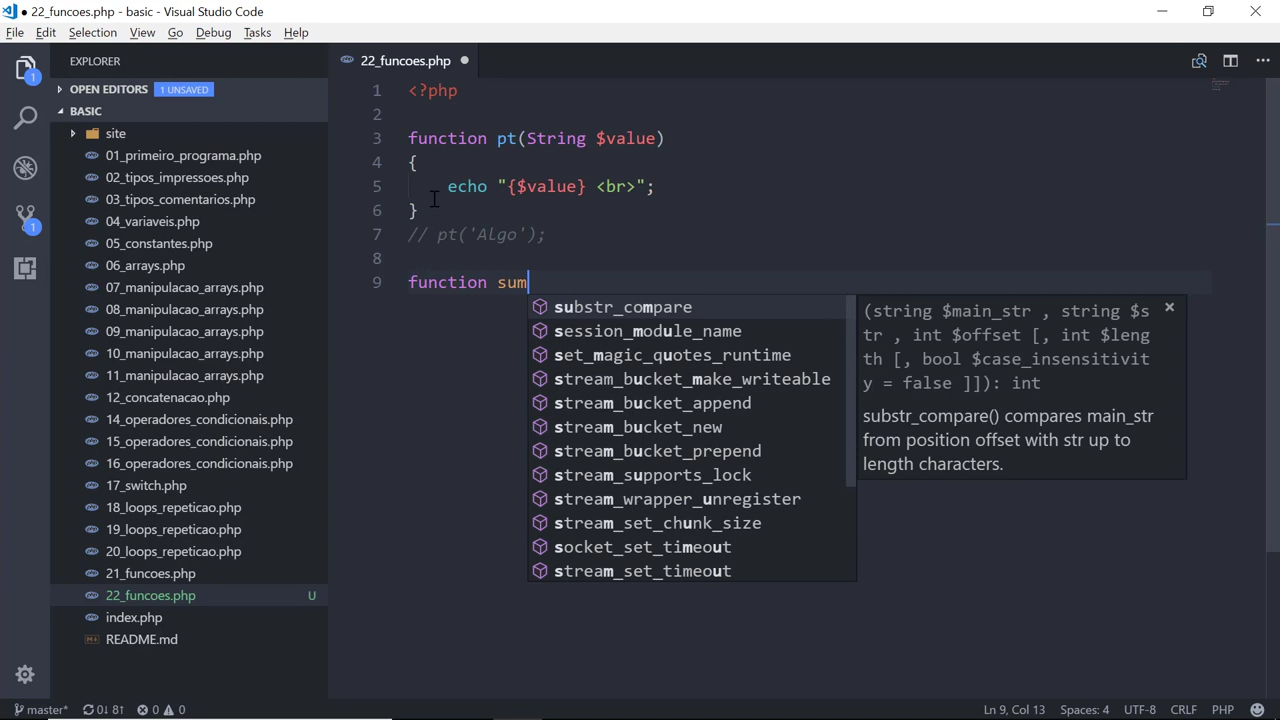 22_funcoes.php - basic - Visual Studio Code
File Edit Selection View Go Debug Tasks Help
EXPLORER
OPEN EDITORS 1 UNSAVED
BASIC
site
01_primeiro_programa.php
02_tipos_impressoes.php
03_tipos_comentarios.php
04_variaveis.php
05_constantes.php
06_arrays.php
07_manipulacao_arrays.php
08_manipulacao_arrays.php
09_manipulacao_arrays.php
10_manipulacao_arrays.php
11_manipulacao_arrays.php
12_concatenacao.php
14_operadores_condicionais.php
15_operadores_condicionais.php
16_operadores_condicionais.php
17_switch.php
18_loops_repeticao.php
19_loops_repeticao.php
20_loops_repeticao.php
21_funcoes.php
22_funcoes.php U
index.php
README.md
1
1
22_funcoes.php
1 <?php
2
3 function pt(String $value)
4 {
5 echo "{$value} <br>";
6 }
7 // pt('Algo');
8
9 function sum
substr_compare
session_module_name
set_magic_quotes_runtime
stream_bucket_make_writeable
stream_bucket_append
stream_bucket_new
stream_bucket_prepend
stream_supports_lock
stream_wrapper_unregister
stream_set_chunk_size
socket_set_timeout
stream_set_timeout
(string $main_str , string $s
tr , int $offset [, int $leng
th [, bool $case_insensitivit
y = false ]]): int
substr_compare() compares main_str
from position offset with str up to
length characters.
master* 0↓ 8↑ 0 0 Ln 9, Col 13 Spaces: 4 UTF-8 CRLF PHP